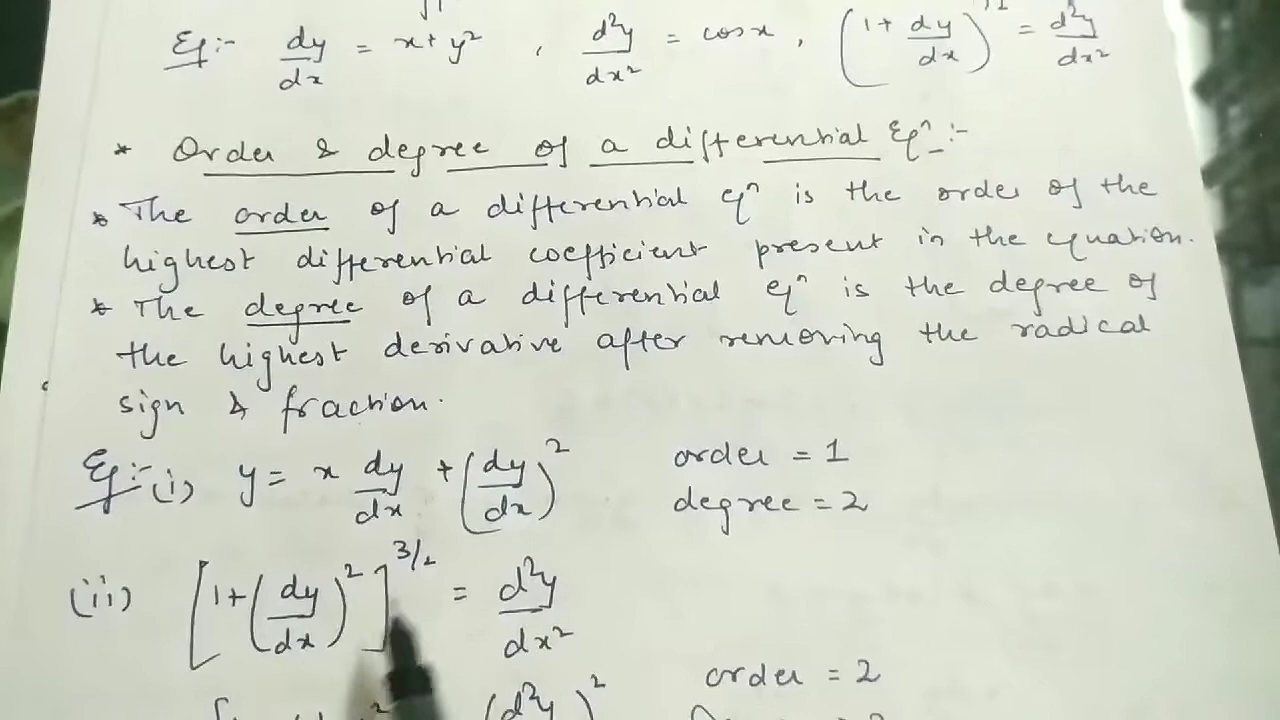 Eg:- dy/dx = x + y² , d²y/dx² = cosx , (1 + dy/dx) = d²y/dx²
* Order & degree of a differential Eqⁿ :-
* The order of a differential eqⁿ is the order of the
highest differential coefficient present in the equation.
* The degree of a differential eqⁿ is the degree of
the highest derivative after removing the radical
sign & fraction.
Eg:- (i) y = x dy/dx + (dy/dx)² order = 1
degree = 2
(ii) [1 + (dy/dx)²]^3/2 = d²y/dx²
order = 2
(d²y )²